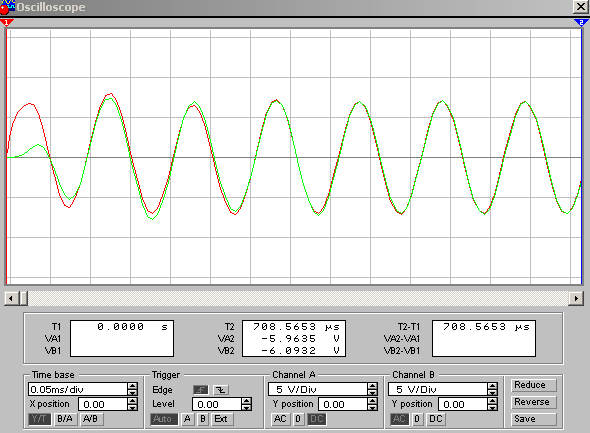 Oscilloscope
1 2
T1 0.0000 s T2 708.5653 µs T2-T1 708.5653 µs
VA1 VA2 -5.9635 V VA2-VA1
VB1 VB2 -6.0932 V VB2-VB1
Time base Trigger Channel A Channel B Reduce
0.05ms/div Edge 5 V/Div 5 V/Div Reverse
X position 0.00 Level 0.00 Y position 0.00 Y position 0.00
Y/T B/A A/B Auto A B Ext AC 0 DC AC 0 DC Save